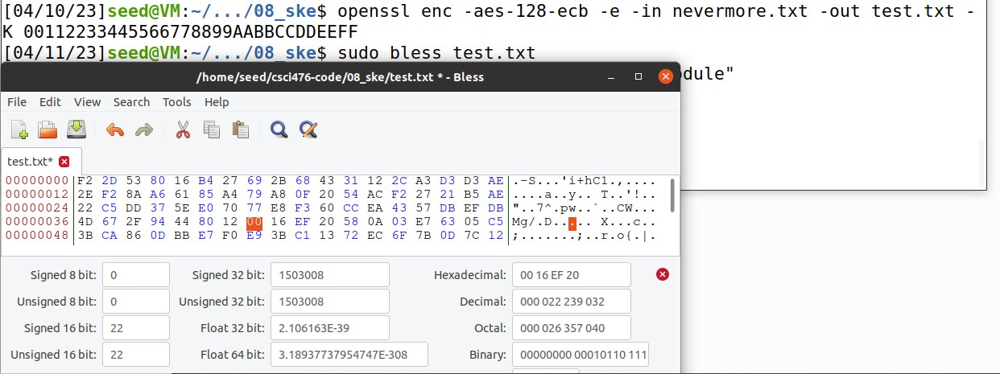 [04/10/23]seed@VM:~/.../08_ske$ openssl enc -aes-128-ecb -e -in nevermore.txt -out test.txt -
K 00112233445566778899AABBCCDDEEFF
[04/11/23]seed@VM:~/.../08_ske$ sudo bless test.txt
odule"
/home/seed/csci476-code/08_ske/test.txt * - Bless
File Edit View Search Tools Help
test.txt*
00000000 F2 2D 53 80 16 B4 27 69 2B 68 43 31 12 2C A3 D3 D3 AE .-S...'i+hC1.,....
00000012 2E F2 8A A6 61 85 A4 79 A8 0F 20 54 AC F2 27 21 B5 AE ....a..y.. T..'!..
00000024 22 C5 DD 37 5E E0 70 77 E8 F3 60 CC EA 43 57 DB EF DB "..7^.pw..`..CW...
00000036 4D 67 2F 94 44 80 12 00 16 EF 20 58 0A 03 E7 63 05 C5 Mg/.D..... X...c..
00000048 3B CA 86 0D BB E7 F0 E9 3B C1 13 72 EC 6F 7B 0D 7C 12 ;.......;..r.o{.|.
Signed 8 bit: 0 Signed 32 bit: 1503008 Hexadecimal: 00 16 EF 20
Unsigned 8 bit: 0 Unsigned 32 bit: 1503008 Decimal: 000 022 239 032
Signed 16 bit: 22 Float 32 bit: 2.106163E-39 Octal: 000 026 357 040
Unsigned 16 bit: 22 Float 64 bit: 3.18937737954747E-308 Binary: 00000000 00010110 111